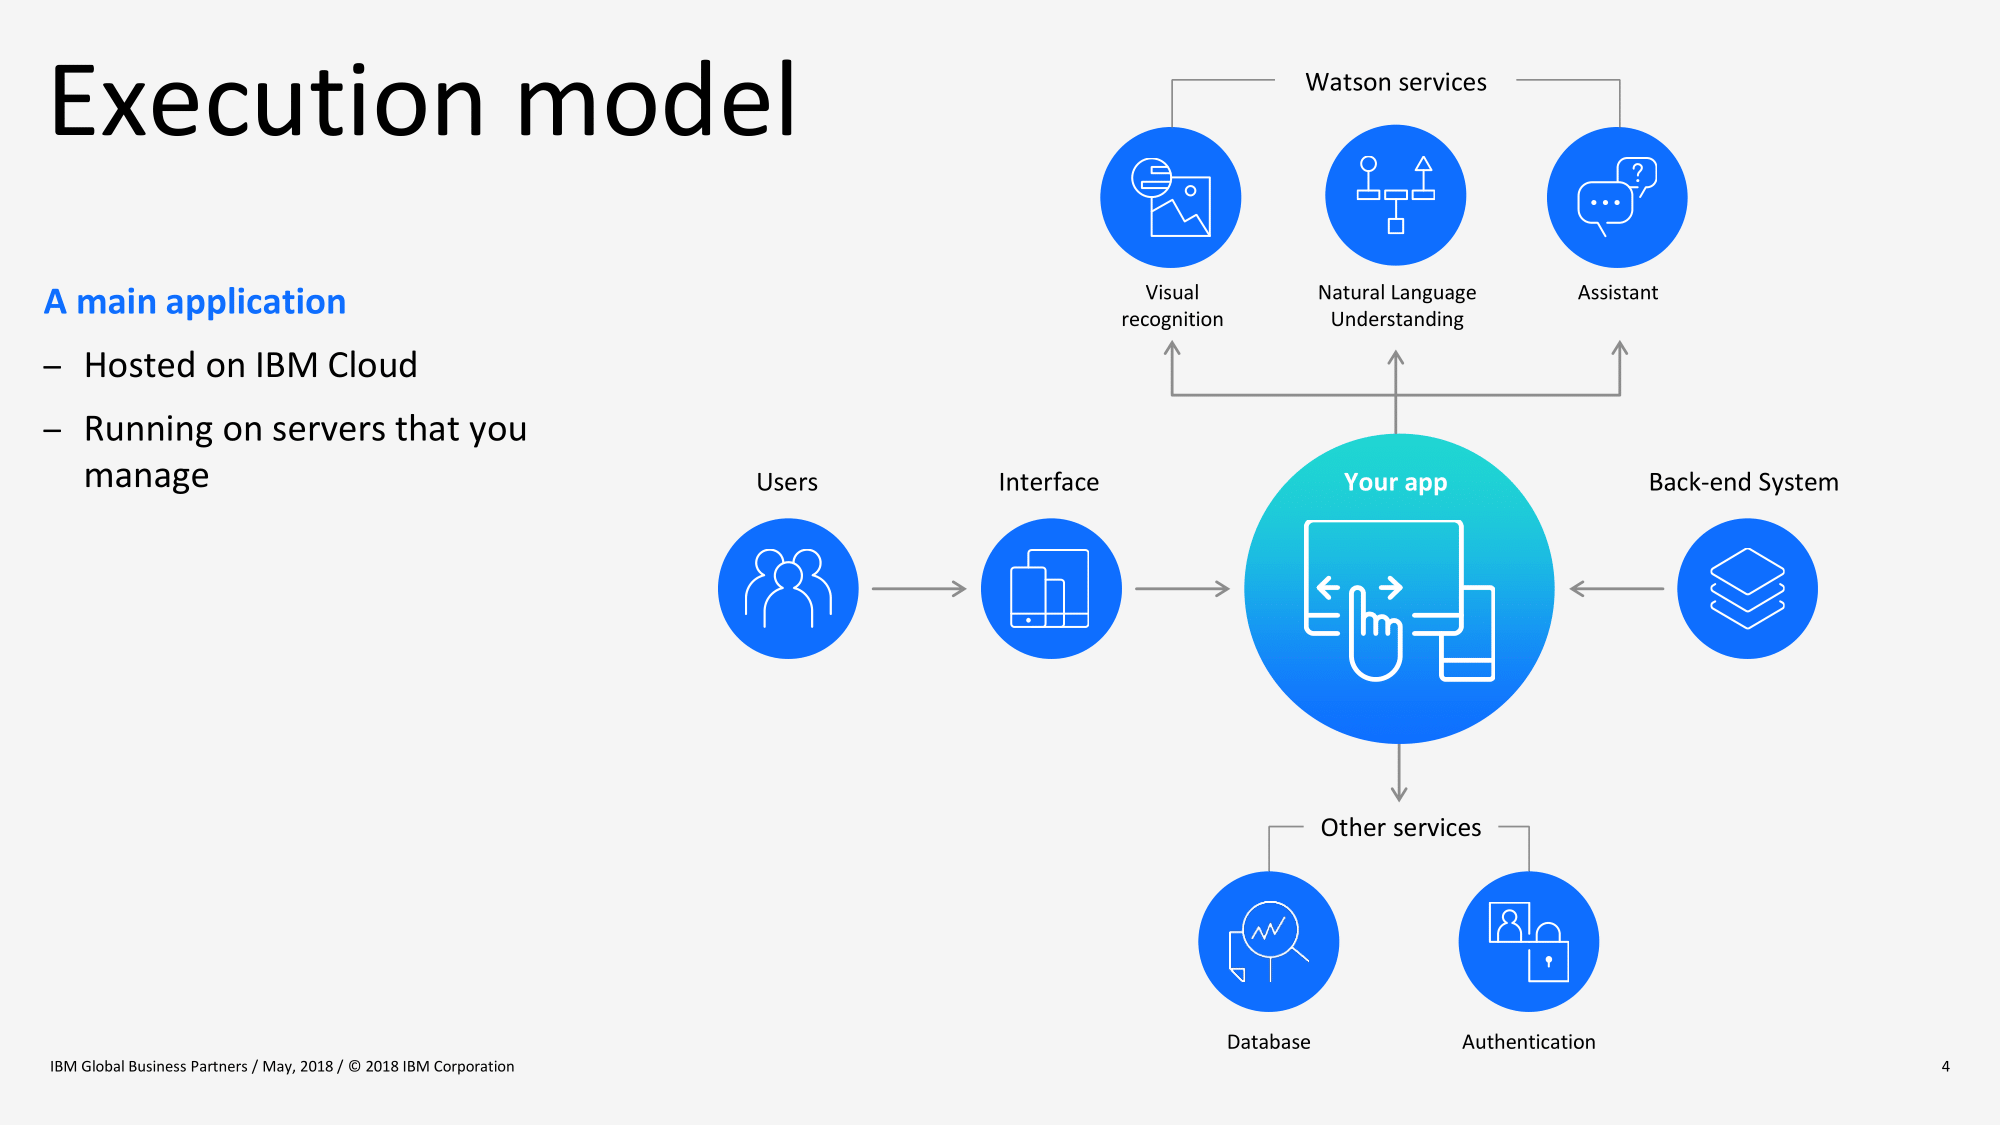 Execution model
A main application
– Hosted on IBM Cloud
– Running on servers that you
manage
Watson services
Visual
recognition
Natural Language
Understanding
?
Assistant
Users
Interface
Your app
Back-end System
Other services
Database
Authentication
IBM Global Business Partners / May, 2018 / © 2018 IBM Corporation
4